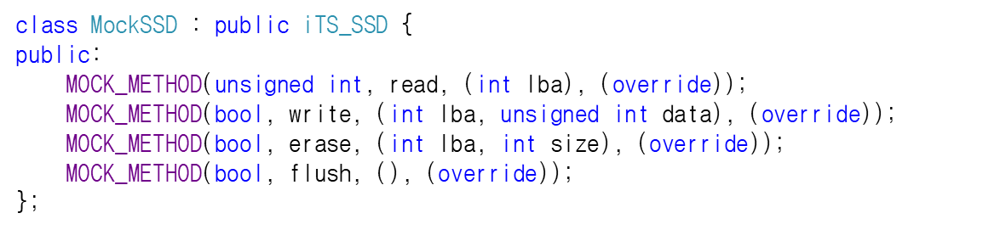 class MockSSD : public iTS_SSD {
public:
    MOCK_METHOD(unsigned int, read, (int lba), (override));
    MOCK_METHOD(bool, write, (int lba, unsigned int data), (override));
    MOCK_METHOD(bool, erase, (int lba, int size), (override));
    MOCK_METHOD(bool, flush, (), (override));
};